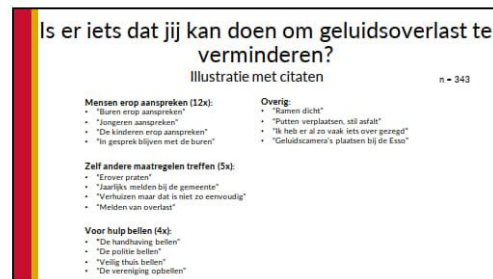 Is er iets dat jij kan doen om geluidsoverlast te
verminderen?
Illustratie met citaten
n = 343
Mensen erop aanspreken (12x):
• "Buren erop aanspreken"
• "Jongeren aanspreken"
• "De kinderen erop aanspreken"
• "In gesprek blijven met de buren"
Zelf andere maatregelen treffen (5x):
• "Erover praten"
• "Jaarlijks melden bij de gemeente"
• "Verhuizen maar dat is niet zo eenvoudig"
• "Melden van overlast"
Voor hulp bellen (4x):
• "De handhaving bellen"
• "De politie bellen"
• "Veilig thuis bellen"
• "De vereniging opbellen"
Overig:
• "Ramen dicht"
• "Putten verplaatsen, stil asfalt"
• "Ik heb er al zo vaak iets over gezegd"
• "Geluidscamera's plaatsen bij de Esso"